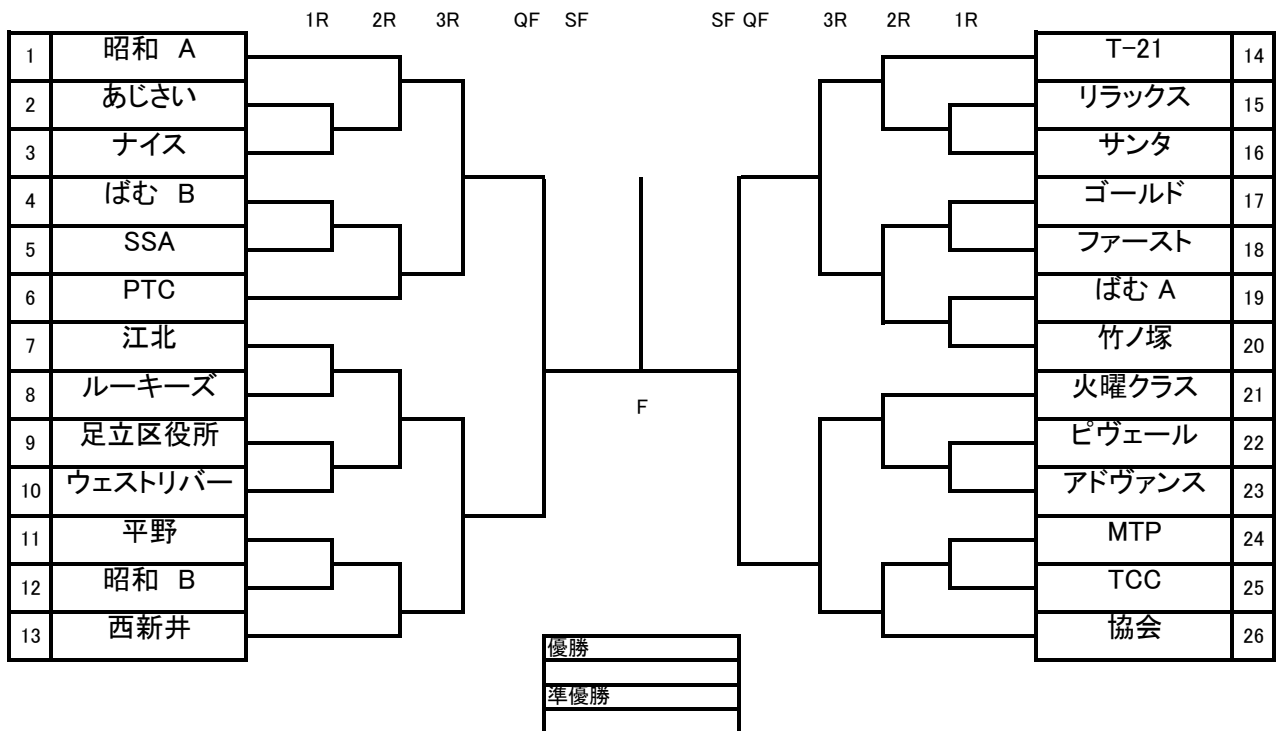 1R 2R 3R QF SF SF QF 3R 2R 1R
1 昭和 A
2 あじさい
3 ナイス
4 ばむ B
5 SSA
6 PTC
7 江北
8 ルーキーズ
9 足立区役所
10 ウェストリバー
11 平野
12 昭和 B
13 西新井
F
T-21 14
リラックス 15
サンタ 16
ゴールド 17
ファースト 18
ばむ A 19
竹ノ塚 20
火曜クラス 21
ピヴェール 22
アドヴァンス 23
MTP 24
TCC 25
協会 26
優勝
準優勝